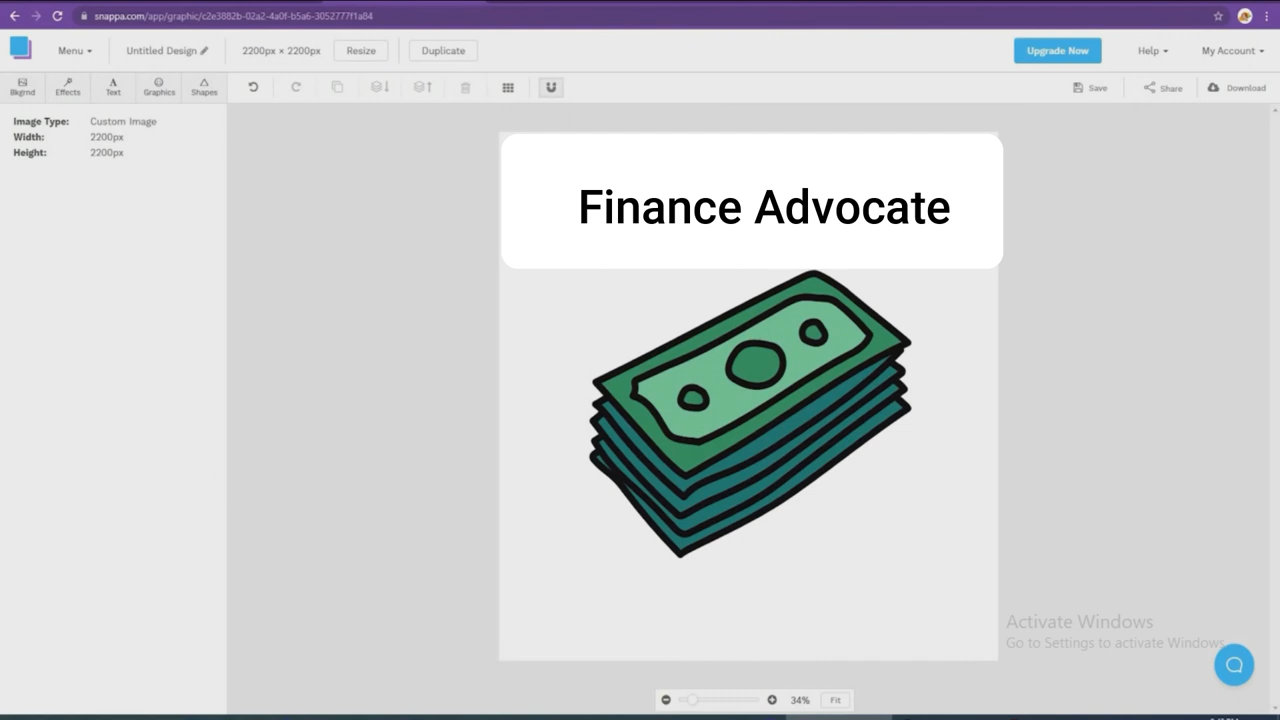 snappa.com/app/graphic/c2e3882b-02a2-4a0f-b5a6-3052777f1a84
Menu Untitled Design 2200px × 2200px Resize Duplicate Upgrade Now Help My Account
Bkgrnd Effects Text Graphics Shapes Save Share Download
Image Type: Custom Image
Width: 2200px
Height: 2200px
Finance Advocate
Activate Windows
Go to Settings to activate Windows.
34% Fit